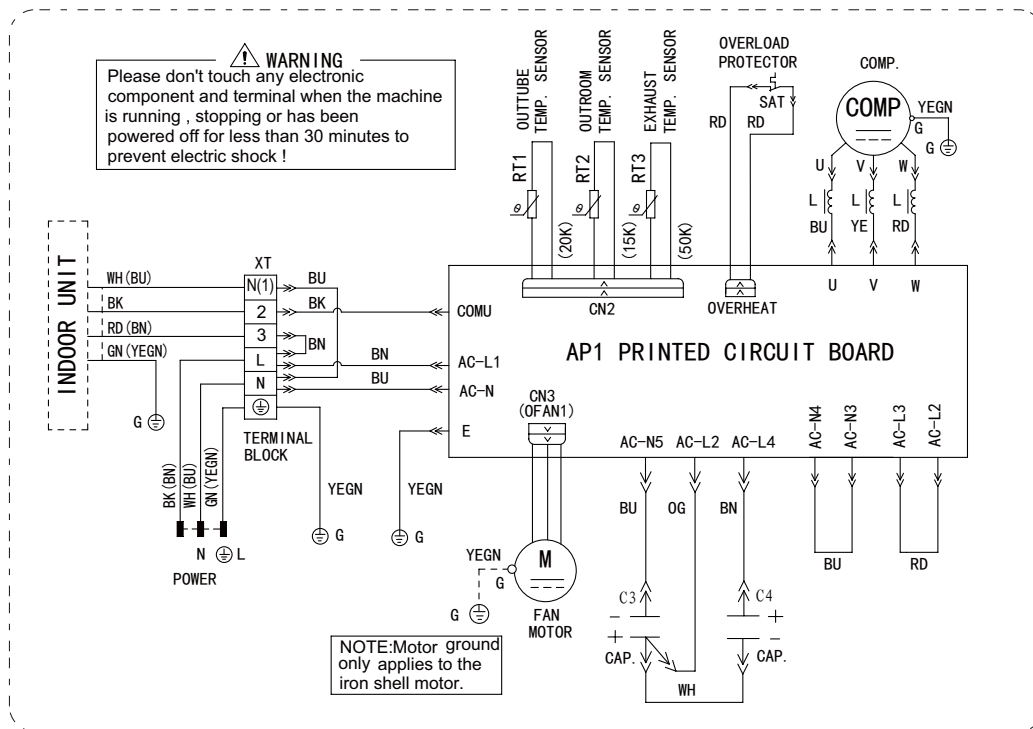 WARNING
Please don't touch any electronic
component and terminal when the machine
is running , stopping or has been
powered off for less than 30 minutes to
prevent electric shock !
OUTTUBE
TEMP. SENSOR
OUTROOM
TEMP. SENSOR
EXHAUST
TEMP. SENSOR
RT1
RT2
RT3
θ
θ
θ
(20K)
(15K)
(50K)
CN2
OVERLOAD
PROTECTOR
SAT
RD
RD
OVERHEAT
COMP.
COMP
YEGN
G
G
U
V
W
L
L
L
BU
YE
RD
U
V
W
INDOOR UNIT
WH(BU)
BK
RD(BN)
GN(YEGN)
G
XT
N(1)
2
3
L
N
TERMINAL
BLOCK
BU
BK
BN
BN
BU
COMU
AC-L1
AC-N
E
AP1 PRINTED CIRCUIT BOARD
CN3
(OFAN1)
AC-N5
AC-L2
AC-L4
AC-N4
AC-N3
AC-L3
AC-L2
BK(BN)
WH(BU)
GN(YEGN)
N
L
POWER
YEGN
G
YEGN
G
YEGN
G
G
M
FAN
MOTOR
NOTE:Motor ground
only applies to the
iron shell motor.
BU
OG
BN
C3
C4
-
+
+
-
CAP.
CAP.
WH
BU
RD